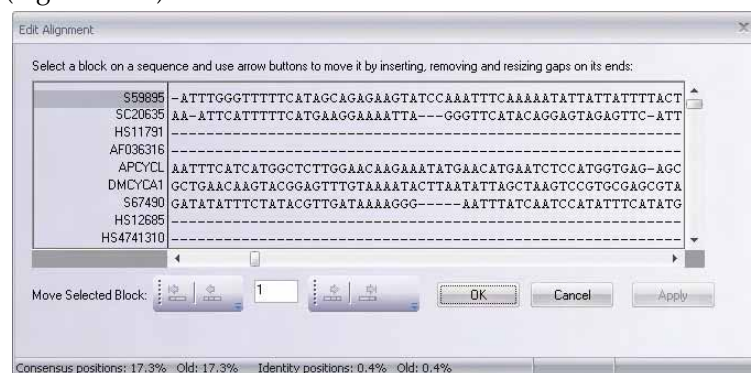 Edit Alignment
Select a block on a sequence and use arrow buttons to move it by inserting, removing and resizing gaps on its ends:
S59895 -ATTTGGGTTTTTCATAGCAGAGAAGTATCCAAATTTCAAAAATATTATTATTTTACT
SC20635 AA-ATTCATTTTTCATGAAGGAAAATTA---GGGTTCATACAGGAGTAGAGTTC-ATT
HS11791 ----------------------------------------------------------
AF036316 ----------------------------------------------------------
APCYCL AATTTCATCATGGCTCTTGGAACAAGAAATATGAACATGAATCTCCATGGTGAG-AGC
DMCYCA1 GCTGAACAAGTACGGAGTTTGTAAAATACTTAATATTAGCTAAGTCCGTGCGAGCGTA
S67490 GATATATTTCTATACGTTGATAAAAGGG-----AATTTATCAATCCATATTTCATATG
HS12685 ----------------------------------------------------------
HS4741310 ----------------------------------------------------------
Move Selected Block: 1 OK Cancel Apply
Consensus positions: 17.3% Old: 17.3% Identity positions: 0.4% Old: 0.4%